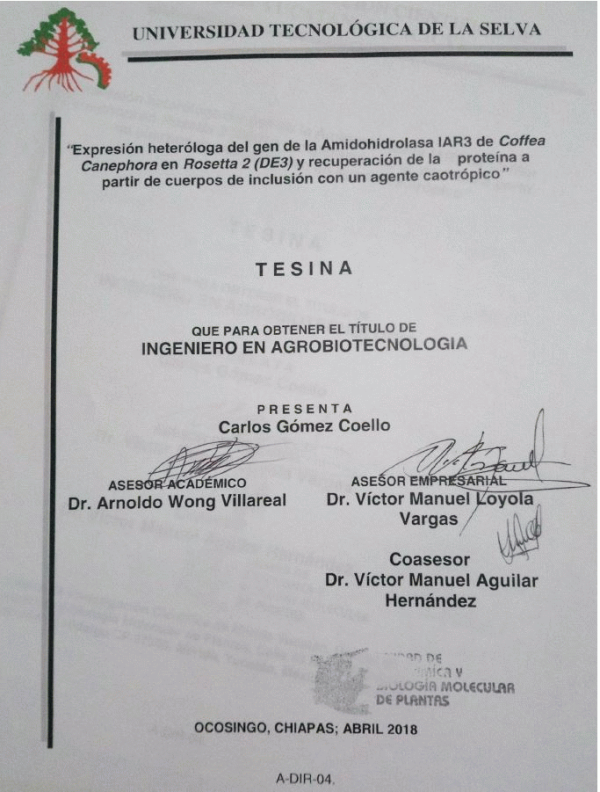 UNIVERSIDAD TECNOLÓGICA DE LA SELVA
"Expresión heteróloga del gen de la Amidohidrolasa IAR3 de Coffea
Canephora en Rosetta 2 (DE3) y recuperación de la proteína a
partir de cuerpos de inclusión con un agente caotrópico"
TESINA
QUE PARA OBTENER EL TÍTULO DE
INGENIERO EN AGROBIOTECNOLOGIA
PRESENTA
Carlos Gómez Coello
ASESOR ACADÉMICO
Dr. Arnoldo Wong Villareal
ASESOR EMPRESARIAL
Dr. Víctor Manuel Loyola
Vargas
Coasesor
Dr. Víctor Manuel Aguilar
Hernández
DE
Y
BIOLOGÍA MOLECULAR
DE PLANTAS
OCOSINGO, CHIAPAS; ABRIL 2018
A-DIR-04.